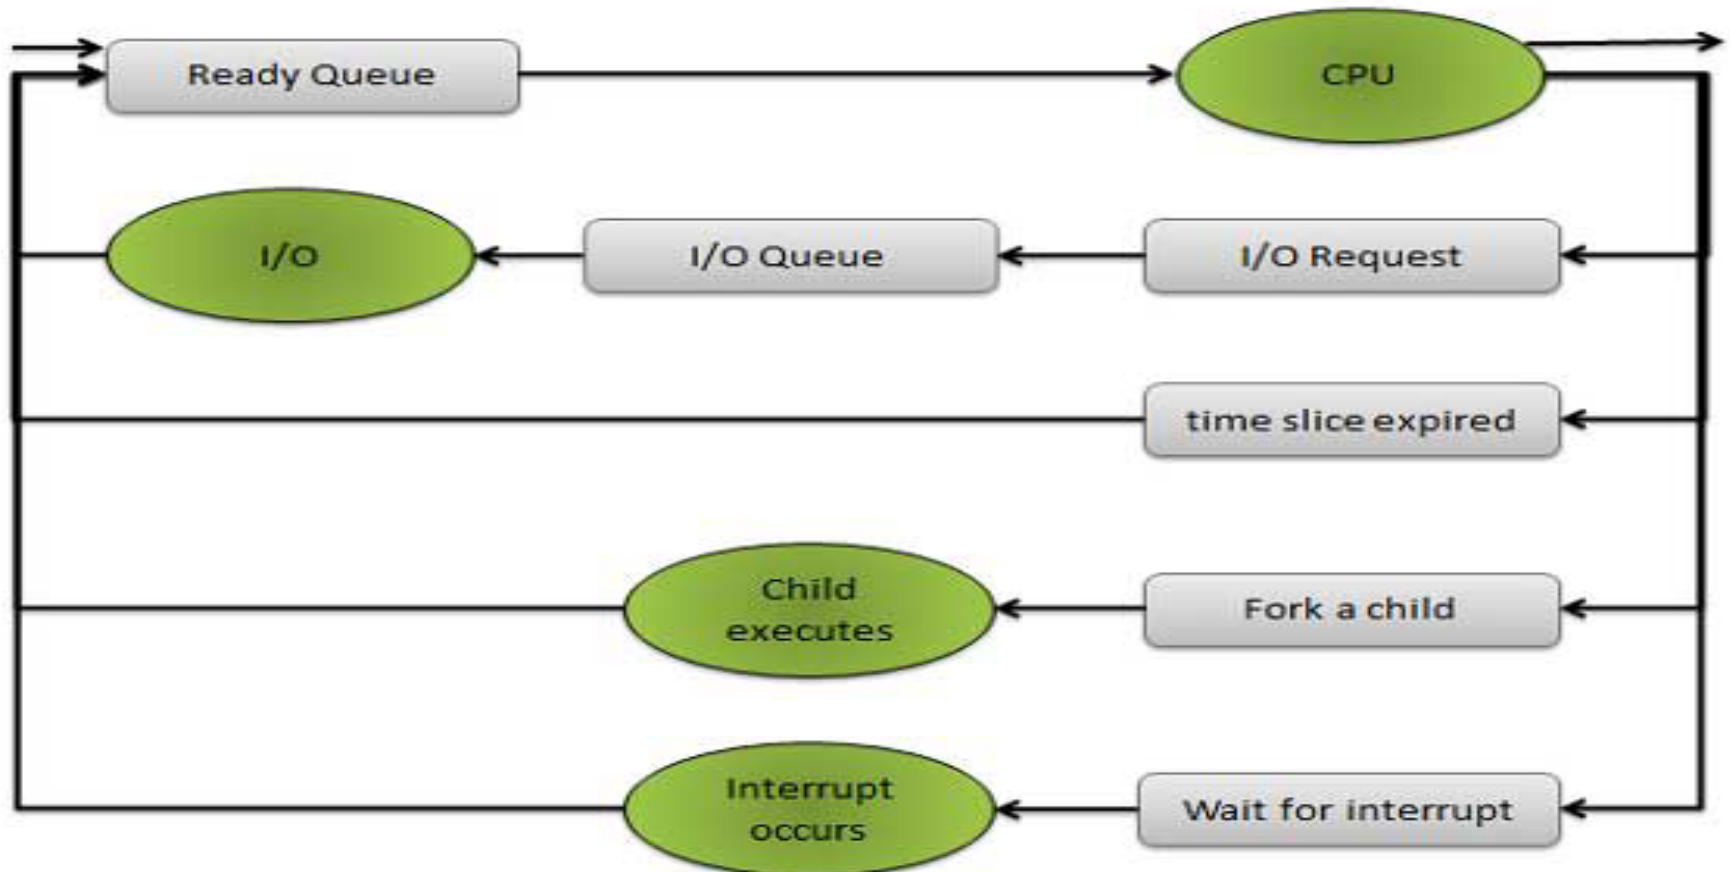 Ready Queue
CPU
I/O
I/O Queue
I/O Request
time slice expired
Child
executes
Fork a child
Interrupt
occurs
Wait for interrupt